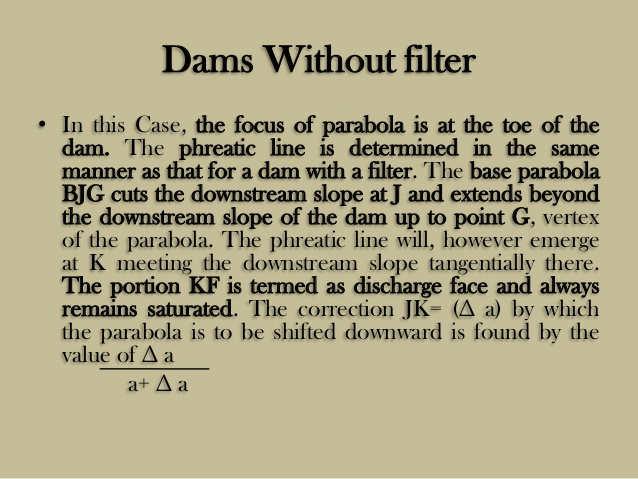 Dams Without filter
• In this Case, the focus of parabola is at the toe of the
dam. The phreatic line is determined in the same
manner as that for a dam with a filter. The base parabola
BJG cuts the downstream slope at J and extends beyond
the downstream slope of the dam up to point G, vertex
of the parabola. The phreatic line will, however emerge
at K meeting the downstream slope tangentially there.
The portion KF is termed as discharge face and always
remains saturated. The correction JK= (Δ a) by which
the parabola is to be shifted downward is found by the
value of Δ a
a+ Δ a